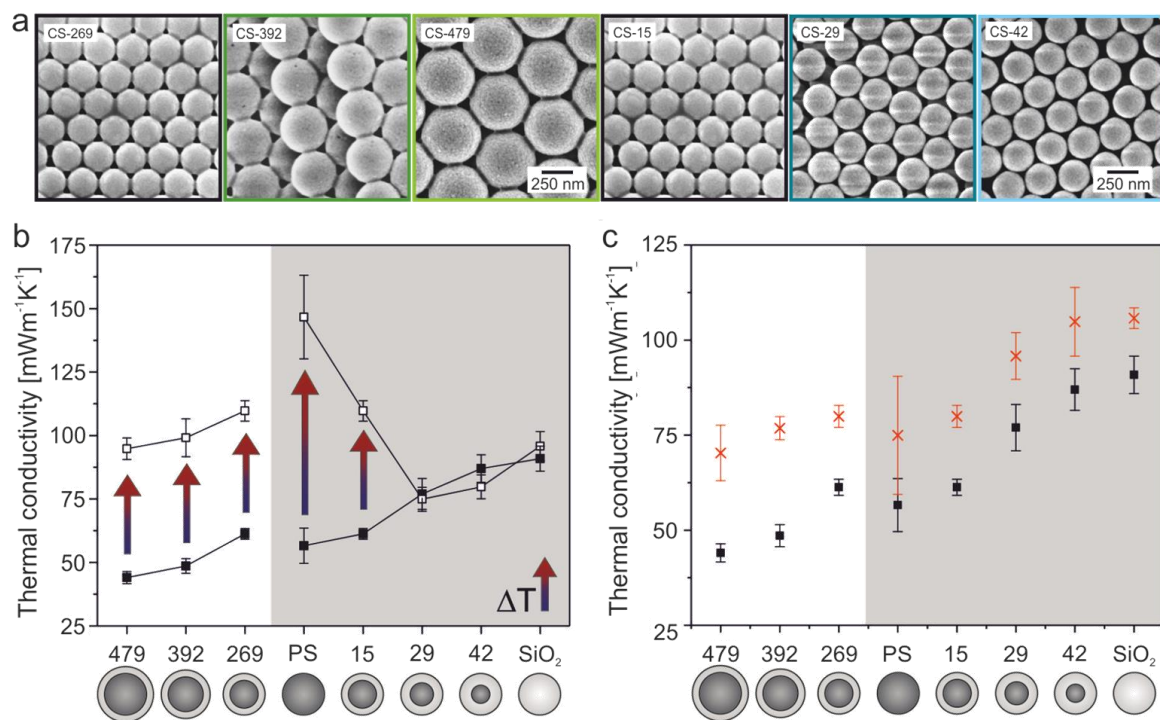 a
CS-269
CS-392
CS-479
CS-15
CS-29
CS-42
250 nm
250 nm
b
Thermal conductivity [mWm⁻¹K⁻¹]
175
150
125
100
75
50
25
ΔT
479 392 269 PS 15 29 42 SiO₂
c
Thermal conductivity [mWm⁻¹K⁻¹]
125
100
75
50
25
479 392 269 PS 15 29 42 SiO₂